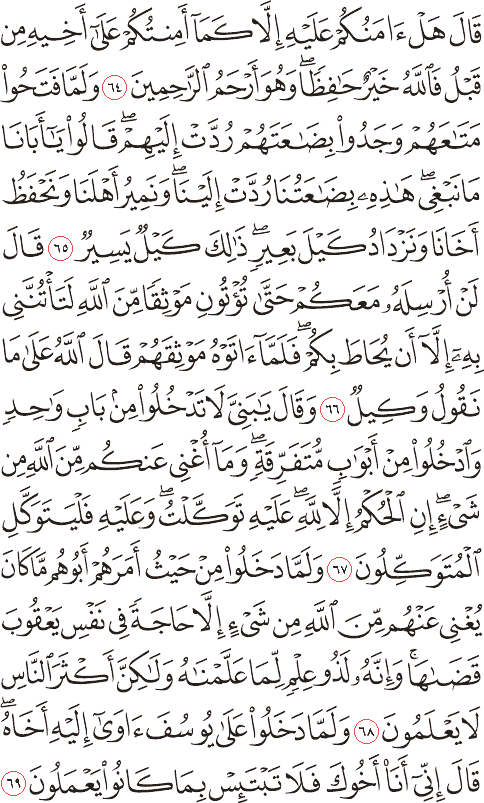 قَالَ هَلْ ءَامَنُكُمْ عَلَيْهِ إِلَّا كَمَآ أَمِنتُكُمْ عَلَىٰٓ أَخِيهِ مِن
قَبْلُ فَٱللَّهُ خَيْرٌ حَٰفِظًاۖ وَهُوَ أَرْحَمُ ٱلرَّٰحِمِينَ ٦٤ وَلَمَّا فَتَحُوا۟
مَتَٰعَهُمْ وَجَدُوا۟ بِضَٰعَتَهُمْ رُدَّتْ إِلَيْهِمْۖ قَالُوا۟ يَٰٓأَبَانَا
مَا نَبْغِىۖ هَٰذِهِۦ بِضَٰعَتُنَا رُدَّتْ إِلَيْنَاۖ وَنَمِيرُ أَهْلَنَا وَنَحْفَظُ
أَخَانَا وَنَزْدَادُ كَيْلَ بَعِيرٍۖ ذَٰلِكَ كَيْلٌ يَسِيرٌ ٦٥ قَالَ
لَنْ أُرْسِلَهُۥ مَعَكُمْ حَتَّىٰ تُؤْتُونِ مَوْثِقًا مِّنَ ٱللَّهِ لَتَأْتُنَّنِى
بِهِۦٓ إِلَّآ أَن يُحَاطَ بِكُمْۖ فَلَمَّآ ءَاتَوْهُ مَوْثِقَهُمْ قَالَ ٱللَّهُ عَلَىٰ مَا
نَقُولُ وَكِيلٌ ٦٦ وَقَالَ يَٰبَنِىَّ لَا تَدْخُلُوا۟ مِنۢ بَابٍ وَٰحِدٍ
وَٱدْخُلُوا۟ مِنْ أَبْوَٰبٍ مُّتَفَرِّقَةٍۖ وَمَآ أُغْنِى عَنكُم مِّنَ ٱللَّهِ مِن
شَىْءٍۖ إِنِ ٱلْحُكْمُ إِلَّا لِلَّهِۖ عَلَيْهِ تَوَكَّلْتُۖ وَعَلَيْهِ فَلْيَتَوَكَّلِ
ٱلْمُتَوَكِّلُونَ ٦٧ وَلَمَّا دَخَلُوا۟ مِنْ حَيْثُ أَمَرَهُمْ أَبُوهُم مَّا كَانَ
يُغْنِى عَنْهُم مِّنَ ٱللَّهِ مِن شَىْءٍ إِلَّا حَاجَةً فِى نَفْسِ يَعْقُوبَ
قَضَىٰهَاۚ وَإِنَّهُۥ لَذُو عِلْمٍ لِّمَا عَلَّمْنَٰهُ وَلَٰكِنَّ أَكْثَرَ ٱلنَّاسِ
لَا يَعْلَمُونَ ٦٨ وَلَمَّا دَخَلُوا۟ عَلَىٰ يُوسُفَ ءَاوَىٰٓ إِلَيْهِ أَخَاهُۖ
قَالَ إِنِّىٓ أَنَا۠ أَخُوكَ فَلَا تَبْتَئِسْ بِمَا كَانُوا۟ يَعْمَلُونَ ٦٩